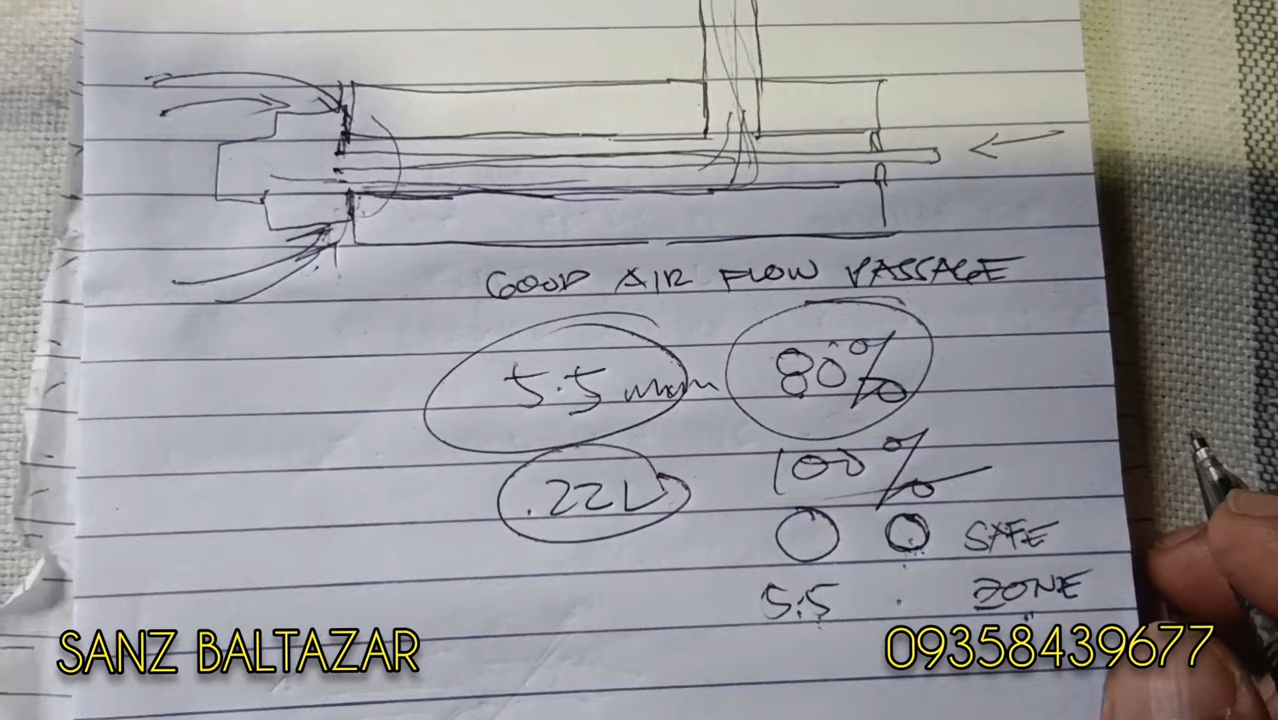 GOOD AIR FLOW PASSAGE
5.5 mm 80%
.22L 100%
SAFE
5.5 ZONE
SANZ BALTAZAR 09358439677